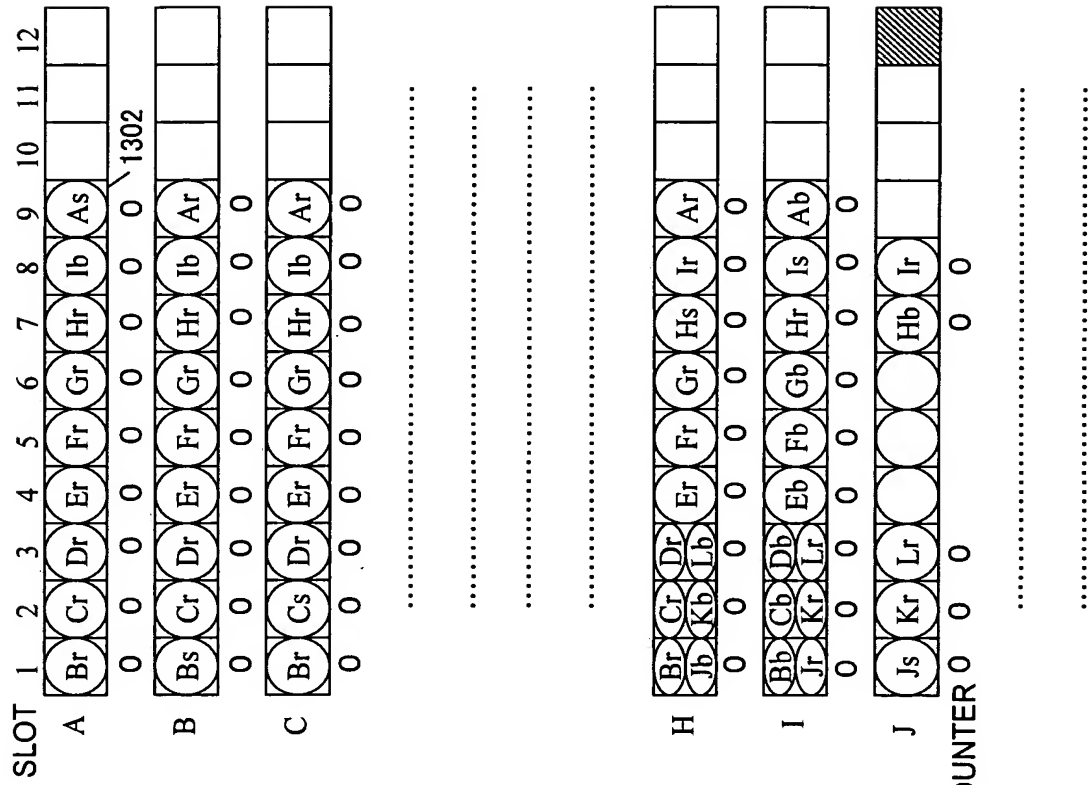 SLOT 1 2 3 4 5 6 7 8 9 10 11 12
A Br Cr Dr Er Fr Gr Hr Ib As
0 0 0 0 0 0 0 0 0 1302
B Bs Cr Dr Er Fr Gr Hr Ib Ar
0 0 0 0 0 0 0 0 0
C Br Cs Dr Er Fr Gr Hr Ib Ar
0 0 0 0 0 0 0 0 0
H Br Cr Dr Er Fr Gr Hs Ir Ar
Jb Kb Lb
0 0 0 0 0 0 0 0 0
I Bb Cb Db Eb Fb Gb Hr Is Ab
Jr Kr Lr
0 0 0 0 0 0 0 0 0
J Js Kr Lr Hb Ir
OUNTER 0 0 0 0 0